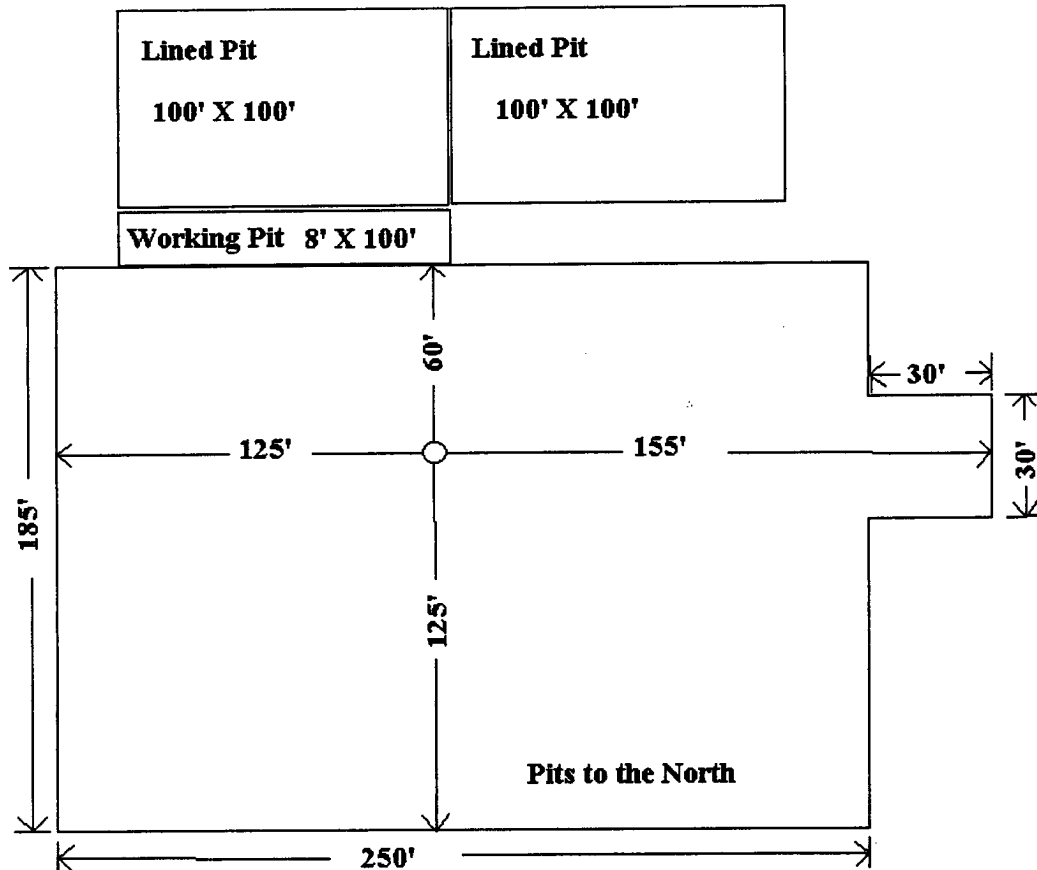 Lined Pit
100' X 100'
Lined Pit
100' X 100'
Working Pit 8' X 100'
60'
30'
125'
155'
30'
185'
125'
Pits to the North
250'